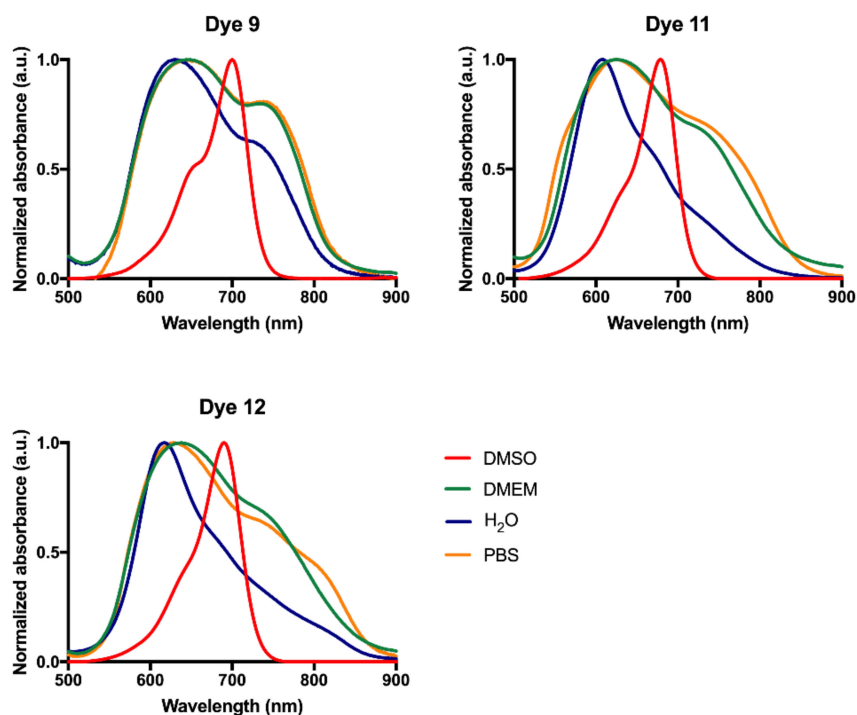 Dye 9
Normalized absorbance (a.u.)
1.0
0.5
0.0
500 600 700 800 900
Wavelength (nm)
Dye 11
Normalized absorbance (a.u.)
1.0
0.5
0.0
500 600 700 800 900
Wavelength (nm)
Dye 12
Normalized absorbance (a.u.)
1.0
0.5
0.0
500 600 700 800 900
Wavelength (nm)
DMSO
DMEM
H₂O
PBS